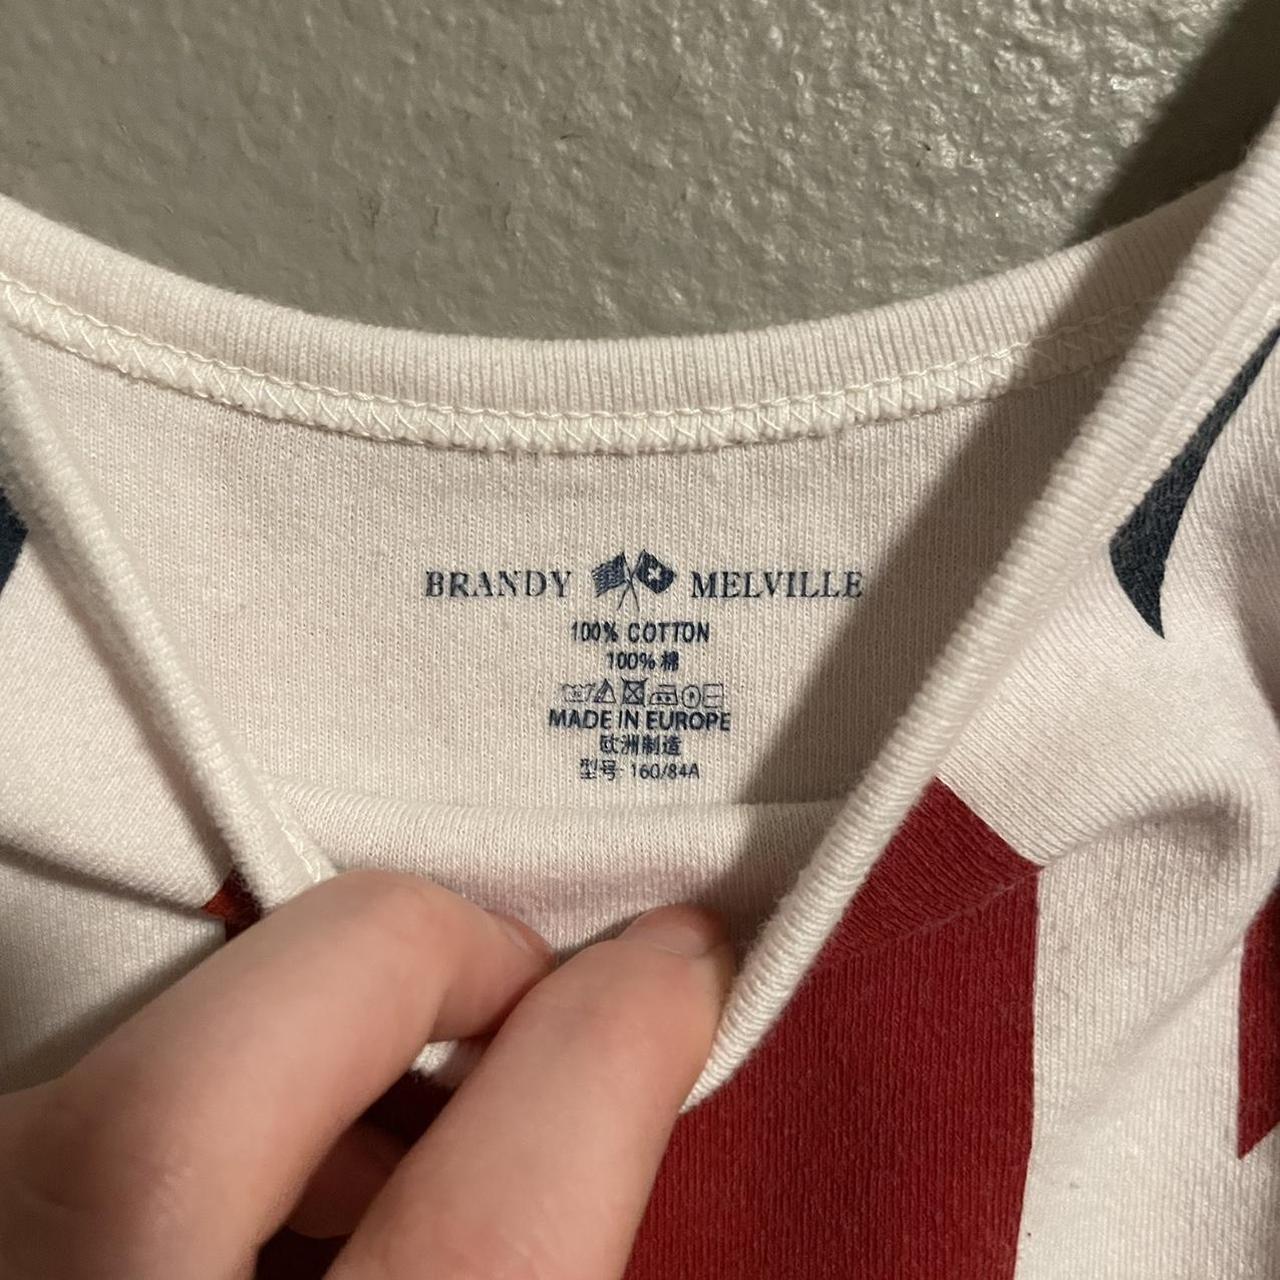 BRANDY MELVILLE
100% COTTON
100% 棉
MADE IN EUROPE
欧洲制造
型号 160/84A